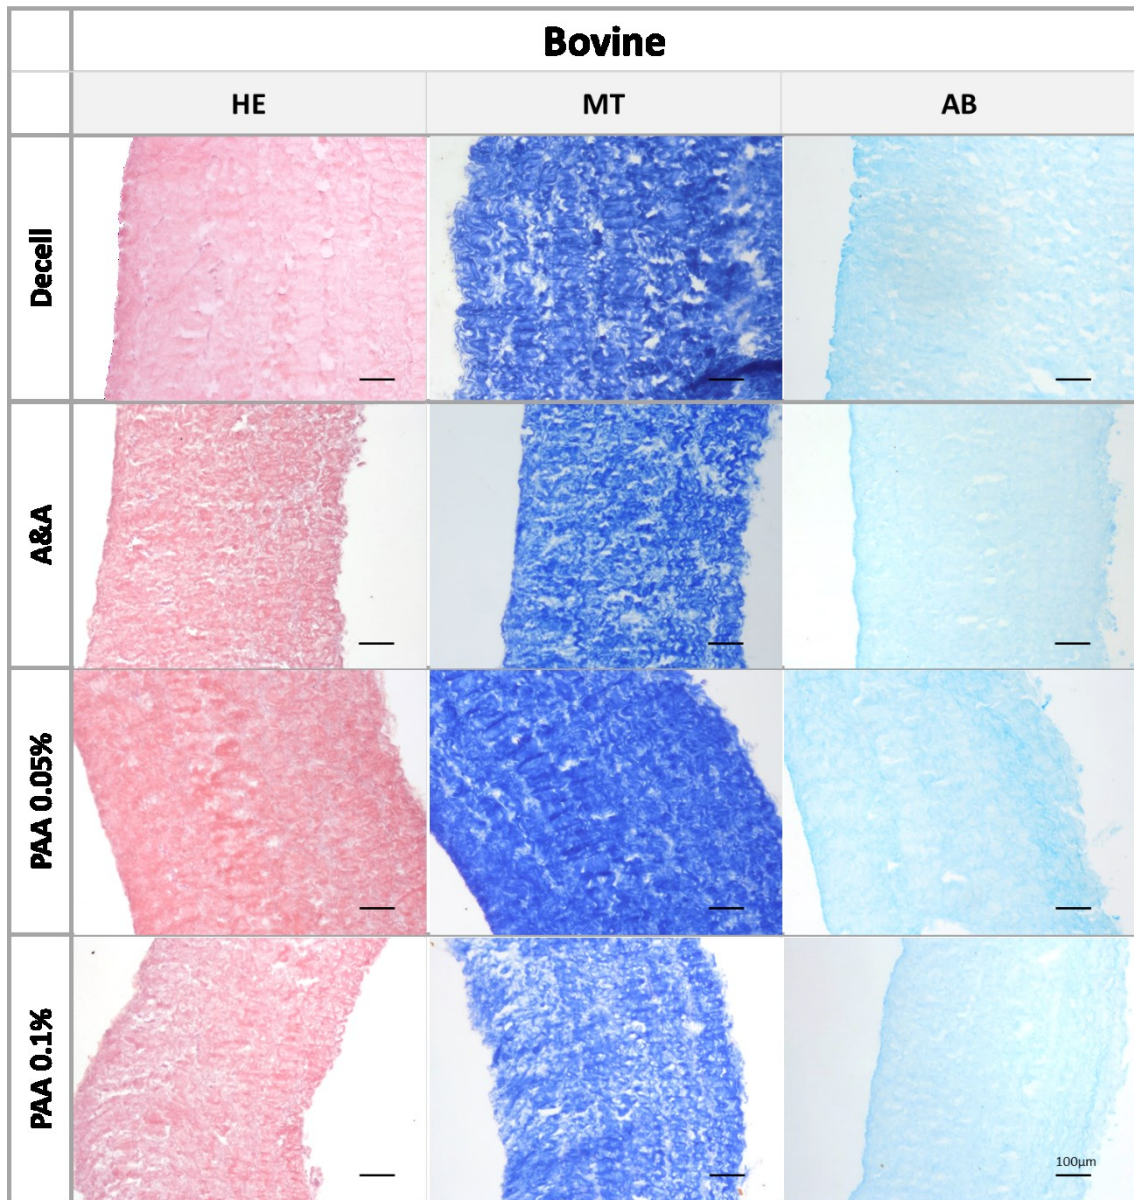 Bovine
HE MT AB
Decell
A&A
PAA 0.05%
PAA 0.1%
100μm